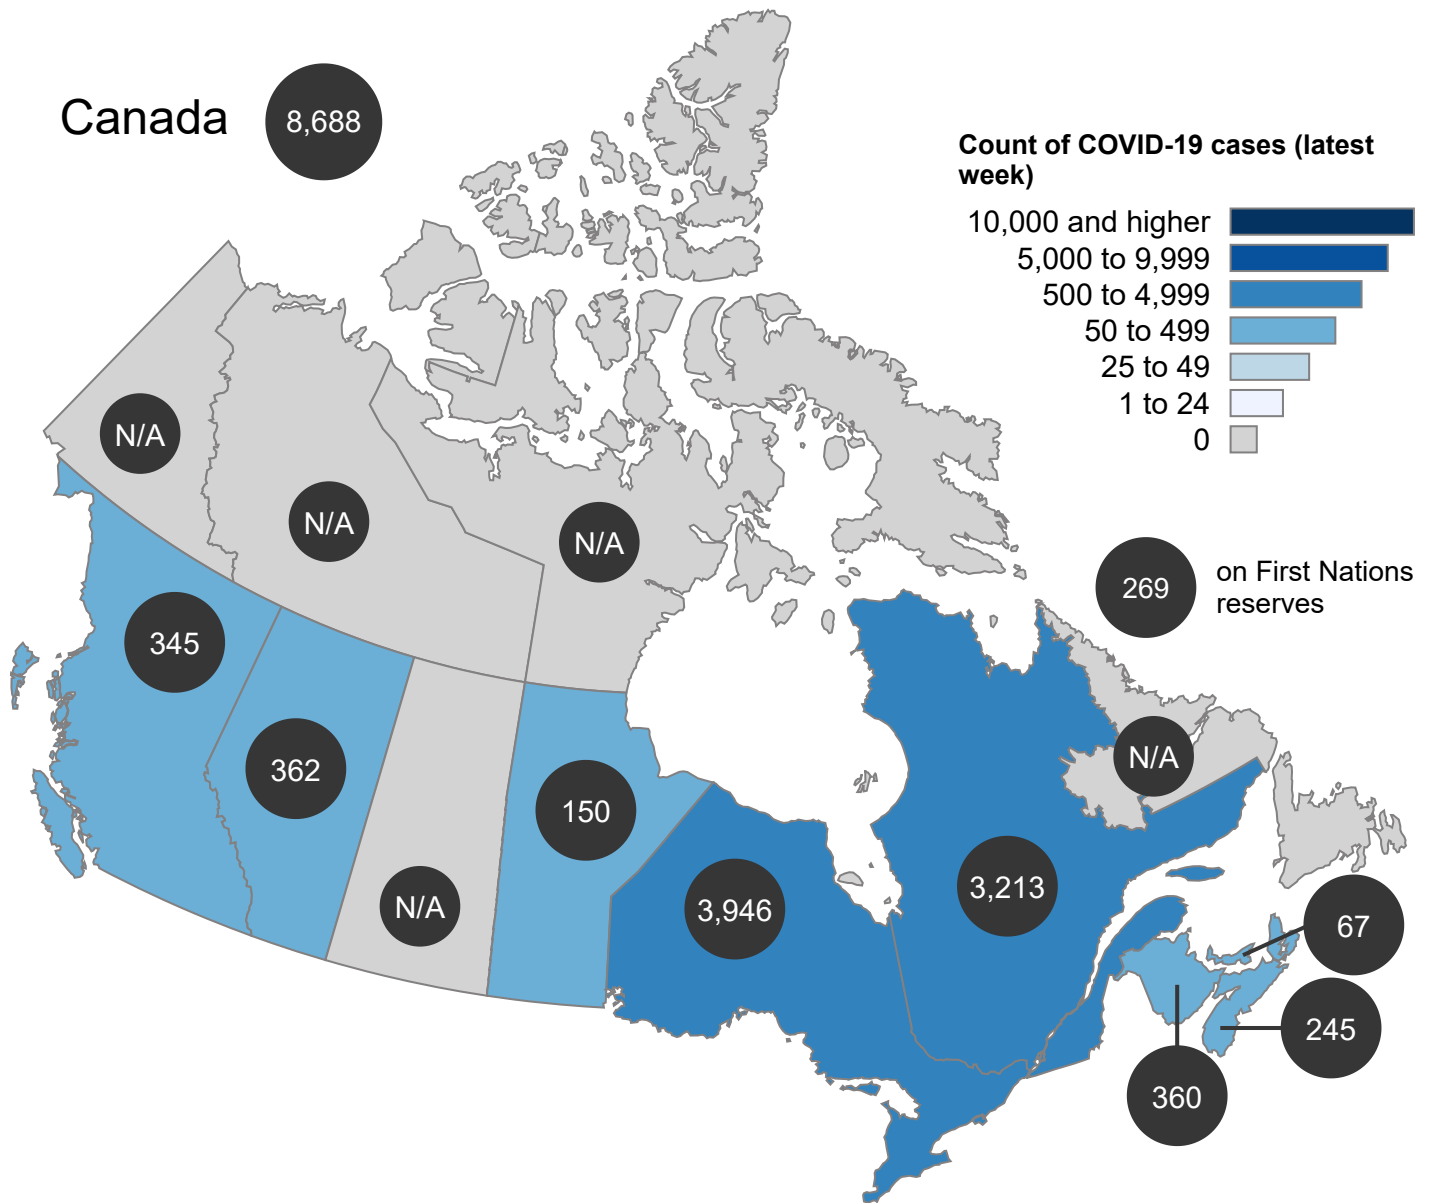 Canada
8,688
Count of COVID-19 cases (latest
week)
10,000 and higher
5,000 to 9,999
500 to 4,999
50 to 499
25 to 49
1 to 24
0
N/A
N/A
N/A
269
on First Nations
reserves
345
362
150
N/A
N/A
3,946
3,213
67
245
360